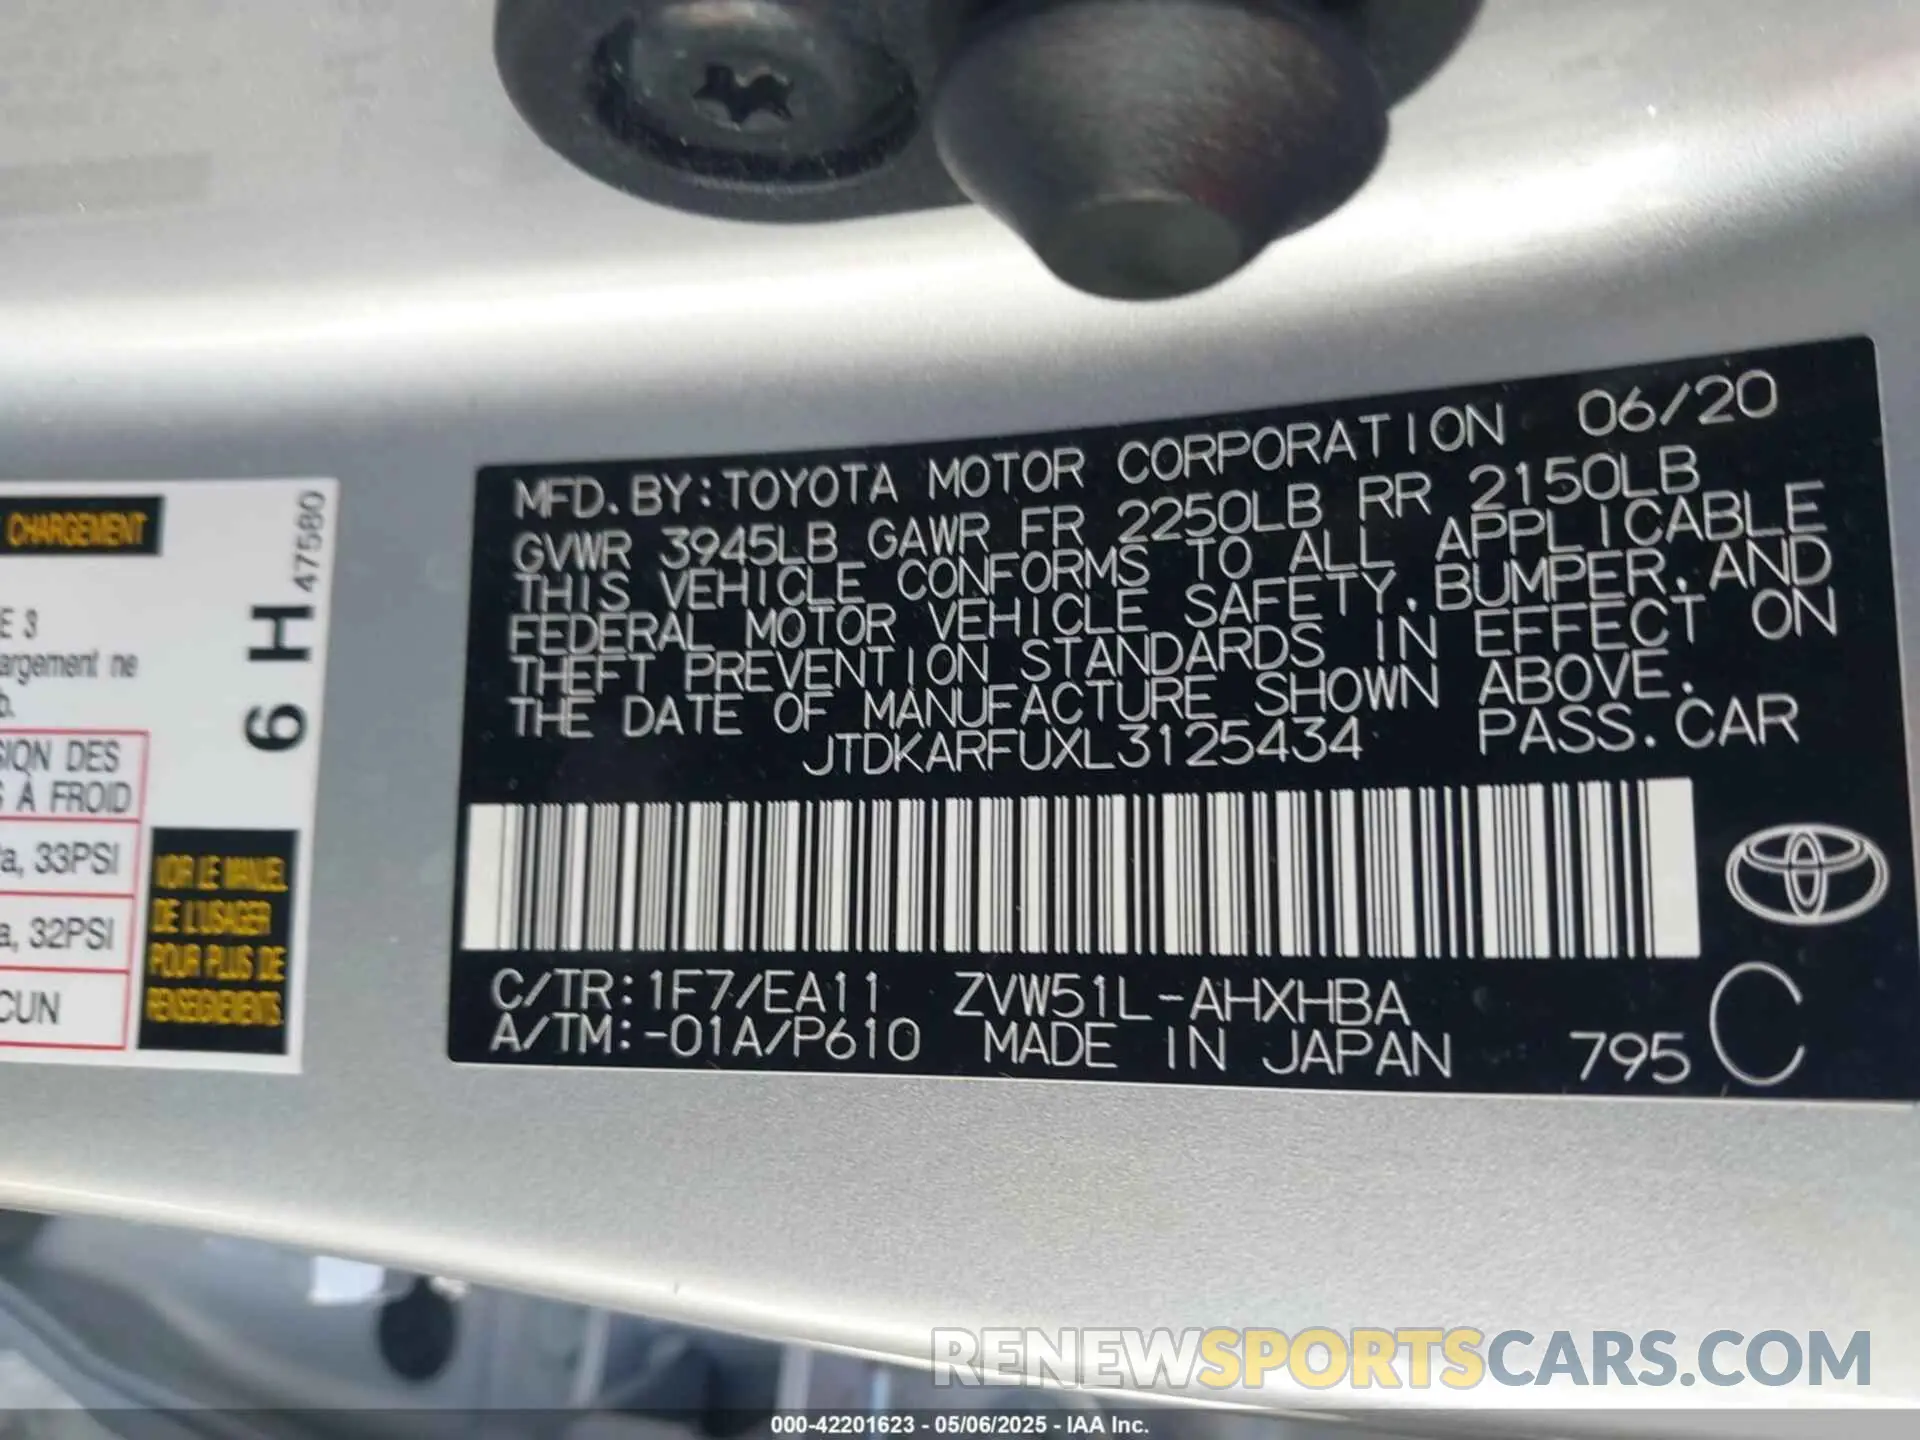 MFD. BY: TOYOTA MOTOR CORPORATION 06/20
GVWR 3945LB GAWR FR 2250LB RR 2150LB
THIS VEHICLE CONFORMS TO ALL APPLICABLE
FEDERAL MOTOR VEHICLE SAFETY, BUMPER, AND
THEFT PREVENTION STANDARDS IN EFFECT ON
THE DATE OF MANUFACTURE SHOWN ABOVE.
JTDKARFUXL3125434 PASS. CAR
C/TR: 1F7/EA11 ZVW51L-AHXHBA
A/TM: -01A/P610 MADE IN JAPAN 795 C
CHARGEMENT
47580
6 H
E 3
argement ne
b.
SION DES
S À FROID
a, 33PSI
a, 32PSI
CUN
VOIR LE MANUEL
DE L'USAGER
POUR PLUS DE
RENSEIGNEMENTS
RENEWSPORTSCARS.COM
000-42201623 - 05/06/2025 - IAA Inc.